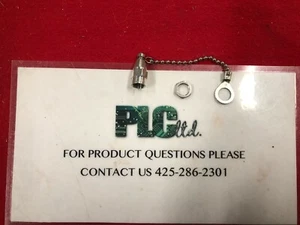 PLC ltd.
FOR PRODUCT QUESTIONS PLEASE
CONTACT US 425-286-2301